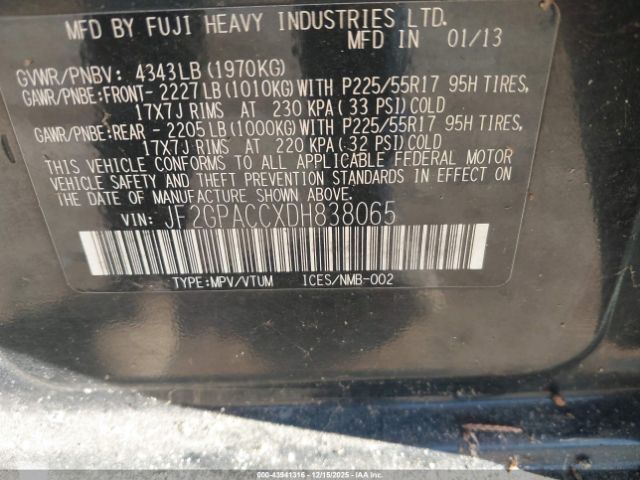 MFD BY FUJI HEAVY INDUSTRIES LTD.
MFD IN 01/13
GVWR/PNBV: 4343LB (1970KG)
GAWR/PNBE:FRONT- 2227LB (1010KG) WITH P225/55R17 95H TIRES,
17X7J RIMS AT 230 KPA ( 33 PSI) COLD
GAWR/PNBE:REAR - 2205LB (1000KG) WITH P225/55R17 95H TIRES,
17X7J RIMS AT 220 KPA ( 32 PSI) COLD
THIS VEHICLE CONFORMS TO ALL APPLICABLE FEDERAL MOTOR
VEHICLE SAFETY AND THEFT PREVENTION STANDARDS IN EFFECT ON
THE DATE OF MANUFACTURE SHOWN ABOVE.
VIN: JF2GPACCXDH838065
TYPE:MPV/VTUM ICES/NMB-002
000-43941316 - 12/15/2025 - IAAI.com